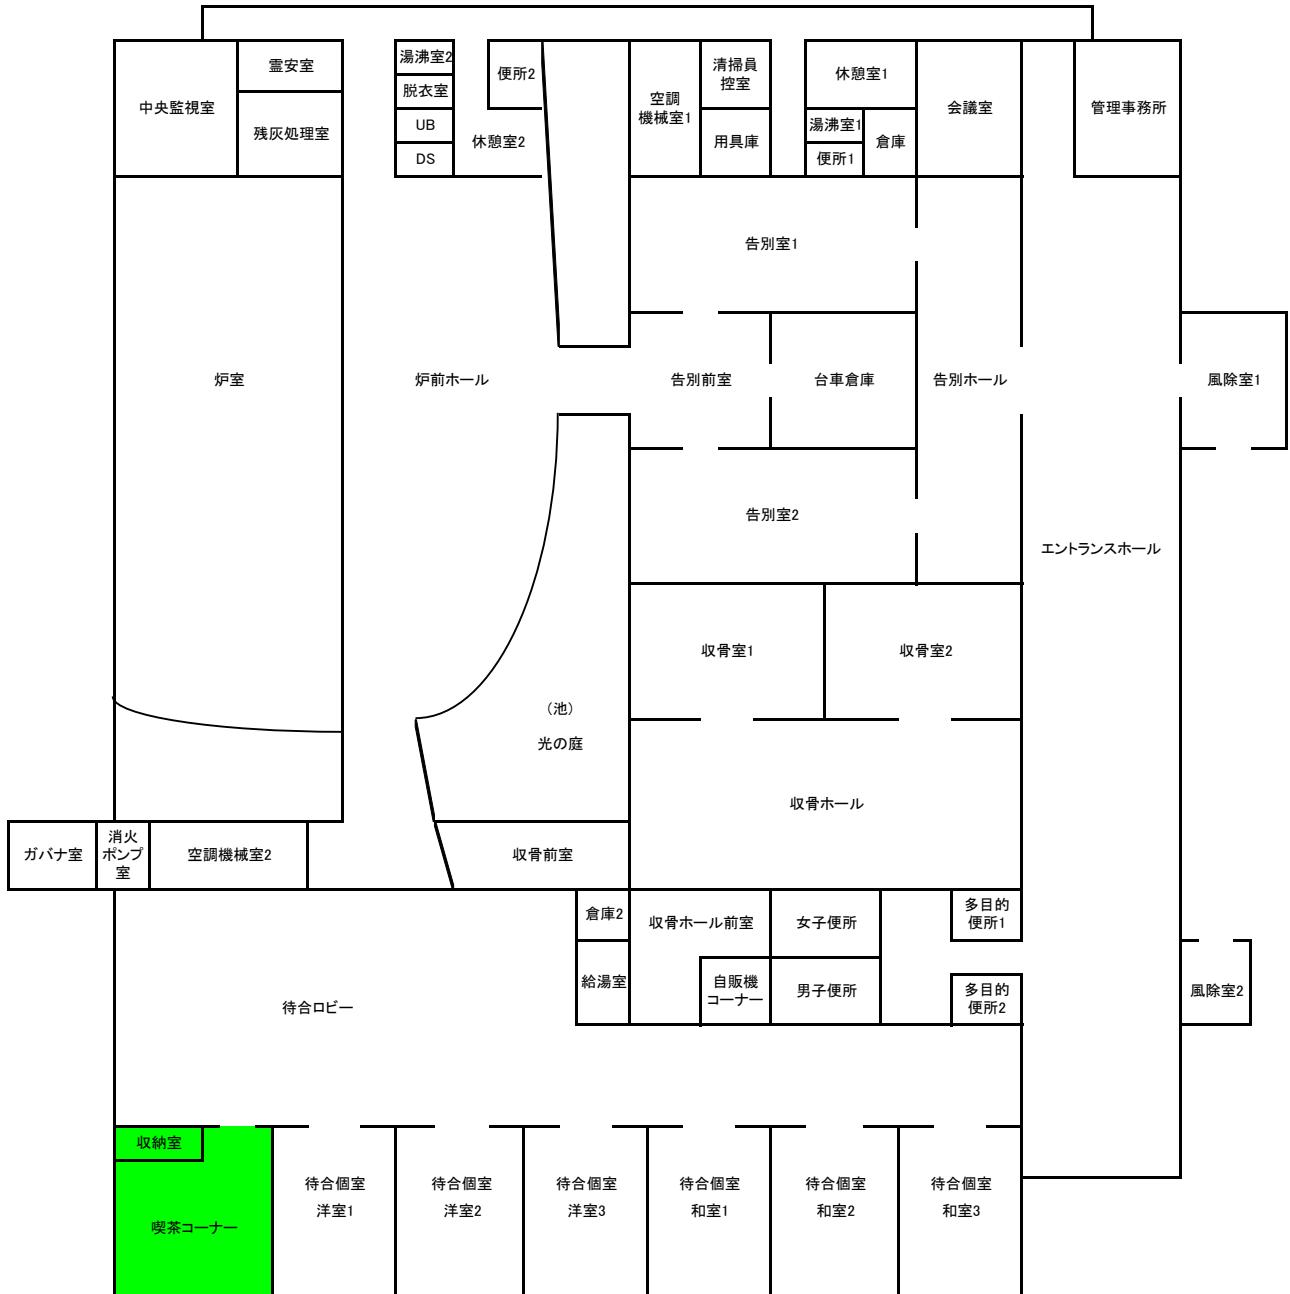 霊安室
中央監視室
残灰処理室
湯沸室2
脱衣室
UB
DS
便所2
休憩室2
空調
機械室1
清掃員
控室
用具庫
休憩室1
湯沸室1
便所1
倉庫
会議室
管理事務所
告別室1
炉室
炉前ホール
告別前室
台車倉庫
告別ホール
風除室1
告別室2
エントランスホール
収骨室1
収骨室2
（池）
光の庭
収骨ホール
ガバナ室
消火
ポンプ
室
空調機械室2
収骨前室
倉庫2
収骨ホール前室
女子便所
多目的
便所1
給湯室
自販機
コーナー
男子便所
多目的
便所2
風除室2
待合ロビー
収納室
喫茶コーナー
待合個室
洋室1
待合個室
洋室2
待合個室
洋室3
待合個室
和室1
待合個室
和室2
待合個室
和室3